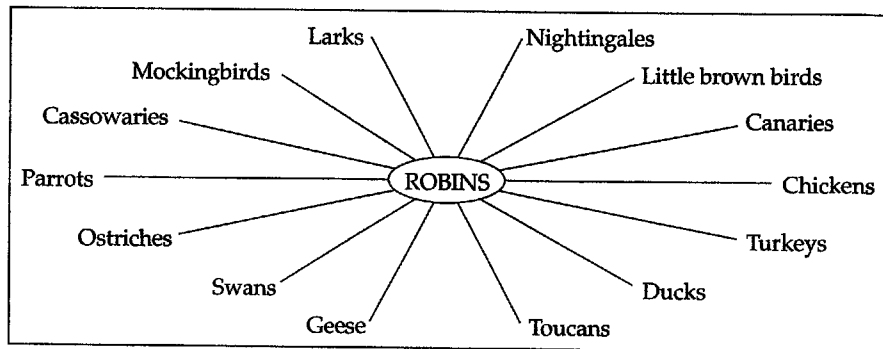 Larks
Nightingales
Mockingbirds
Little brown birds
Cassowaries
Canaries
Parrots
ROBINS
Chickens
Ostriches
Turkeys
Swans
Ducks
Geese
Toucans